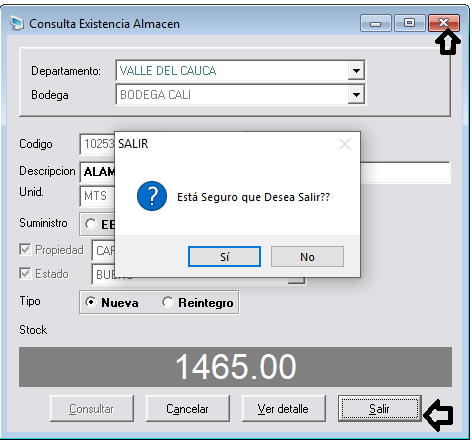 Consulta Existencia Almacen
Departamento: VALLE DEL CAUCA
Bodega BODEGA CALI
Codigo 10253
SALIR
Descripcion ALAM
Unid. MTS
Está Seguro que Desea Salir??
Suministro EE
Propiedad CAP
Sí No
Estado
Tipo Nueva Reintegro
Stock
1465.00
Consultar Cancelar Ver detalle Salir